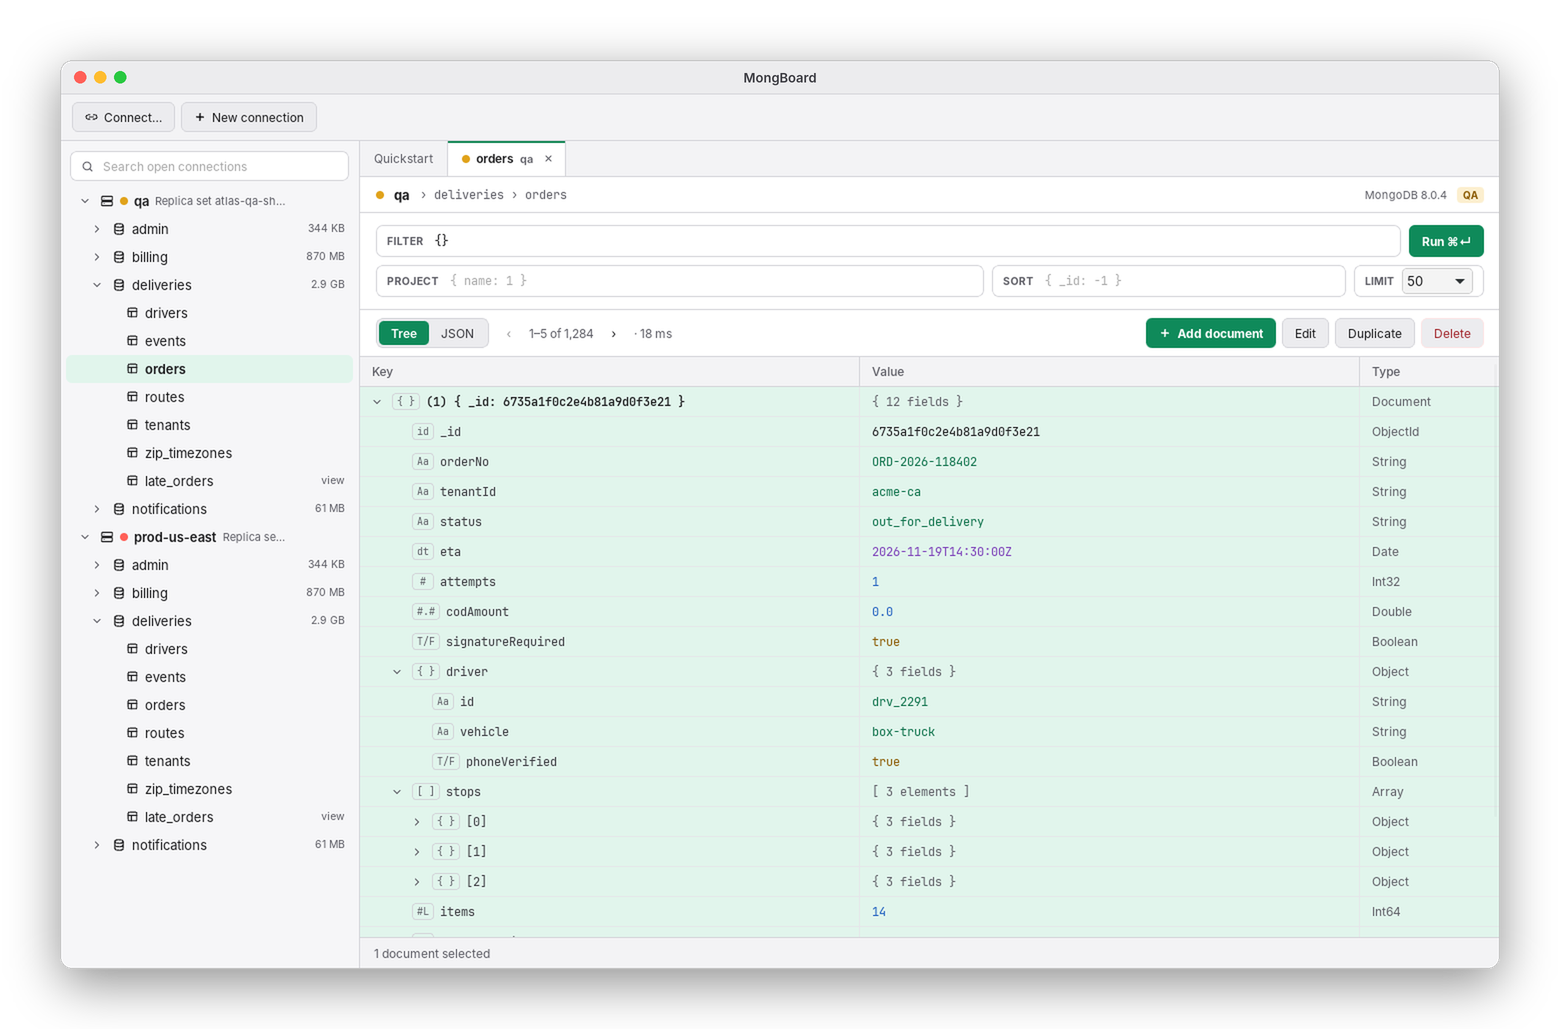 MongBoard
Connect...
+ New connection
Search open connections
qa Replica set atlas-qa-sh...
admin 344 KB
billing 870 MB
deliveries 2.9 GB
drivers
events
orders
routes
tenants
zip_timezones
late_orders view
notifications 61 MB
prod-us-east Replica se...
admin 344 KB
billing 870 MB
deliveries 2.9 GB
drivers
events
orders
routes
tenants
zip_timezones
late_orders view
notifications 61 MB
Quickstart
orders qa ×
qa › deliveries › orders
MongoDB 8.0.4 QA
FILTER {}
Run ⌘↵
PROJECT { name: 1 }
SORT { _id: -1 }
LIMIT 50
Tree JSON ‹ 1–5 of 1,284 › · 18 ms
+ Add document Edit Duplicate Delete
Key Value Type
{ } (1) { _id: 6735a1f0c2e4b81a9d0f3e21 } { 12 fields } Document
id _id 6735a1f0c2e4b81a9d0f3e21 ObjectId
Aa orderNo ORD-2026-118402 String
Aa tenantId acme-ca String
Aa status out_for_delivery String
dt eta 2026-11-19T14:30:00Z Date
# attempts 1 Int32
#.# codAmount 0.0 Double
T/F signatureRequired true Boolean
{ } driver { 3 fields } Object
Aa id drv_2291 String
Aa vehicle box-truck String
T/F phoneVerified true Boolean
[ ] stops [ 3 elements ] Array
{ } [0] { 3 fields } Object
{ } [1] { 3 fields } Object
{ } [2] { 3 fields } Object
#L items 14 Int64
1 document selected